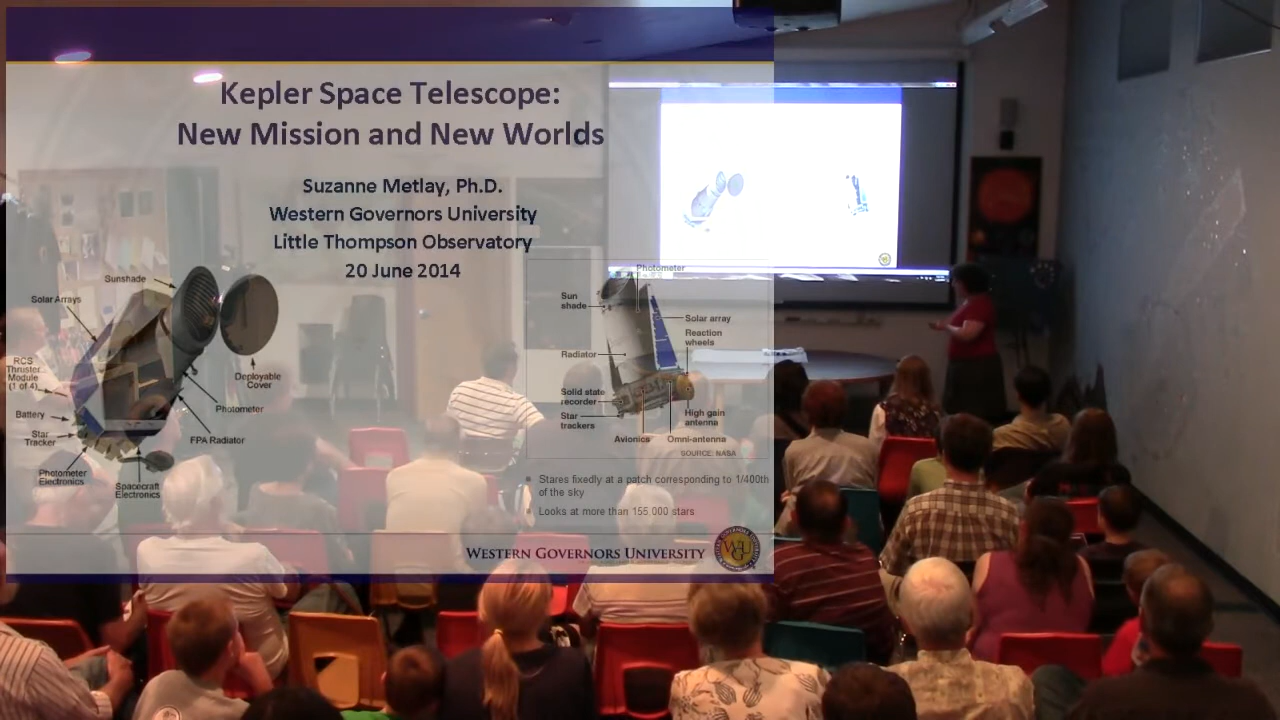 Kepler Space Telescope:
New Mission and New Worlds
Suzanne Metlay, Ph.D.
Western Governors University
Little Thompson Observatory
20 June 2014
Sunshade
Solar Arrays
RCS
Thruster
Module
(1 of 4)
Battery
Star
Tracker
Photometer
Electronics
Spacecraft
Electronics
Deployable
Cover
Photometer
FPA Radiator
Photometer
Sun
shade
Solar array
Reaction
wheels
Radiator
Solid state
recorder
Star
trackers
High gain
antenna
Avionics
Omni-antenna
SOURCE: NASA
Stares fixedly at a patch corresponding to 1/400th
of the sky
Looks at more than 155 000 stars
WESTERN GOVERNORS UNIVERSITY
WGU